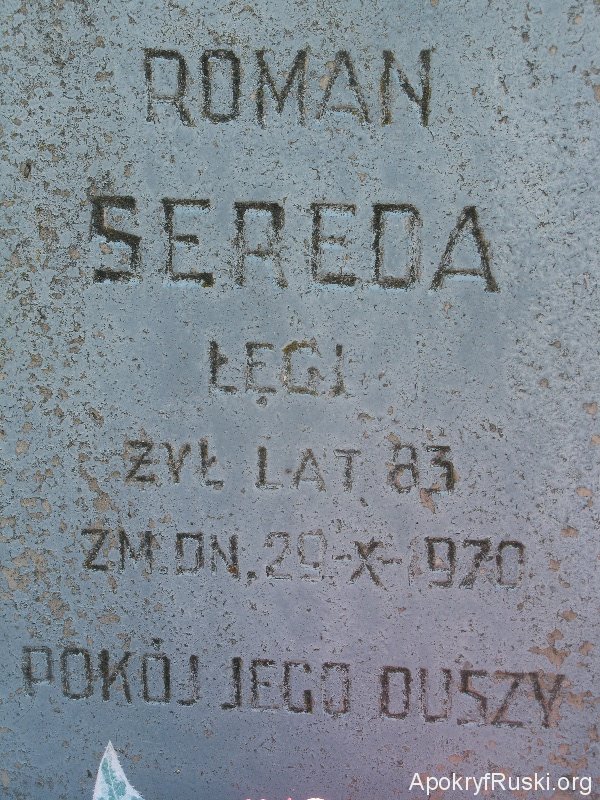 ROMAN
SEREDA
ŁĘGI
ŻYŁ LAT 83
ZM. DN. 29-X-1970
POKÓJ JEGO DUSZY
ApokryfRuski.org